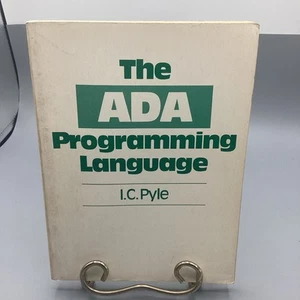 The
ADA
Programming
Language
I.C.Pyle